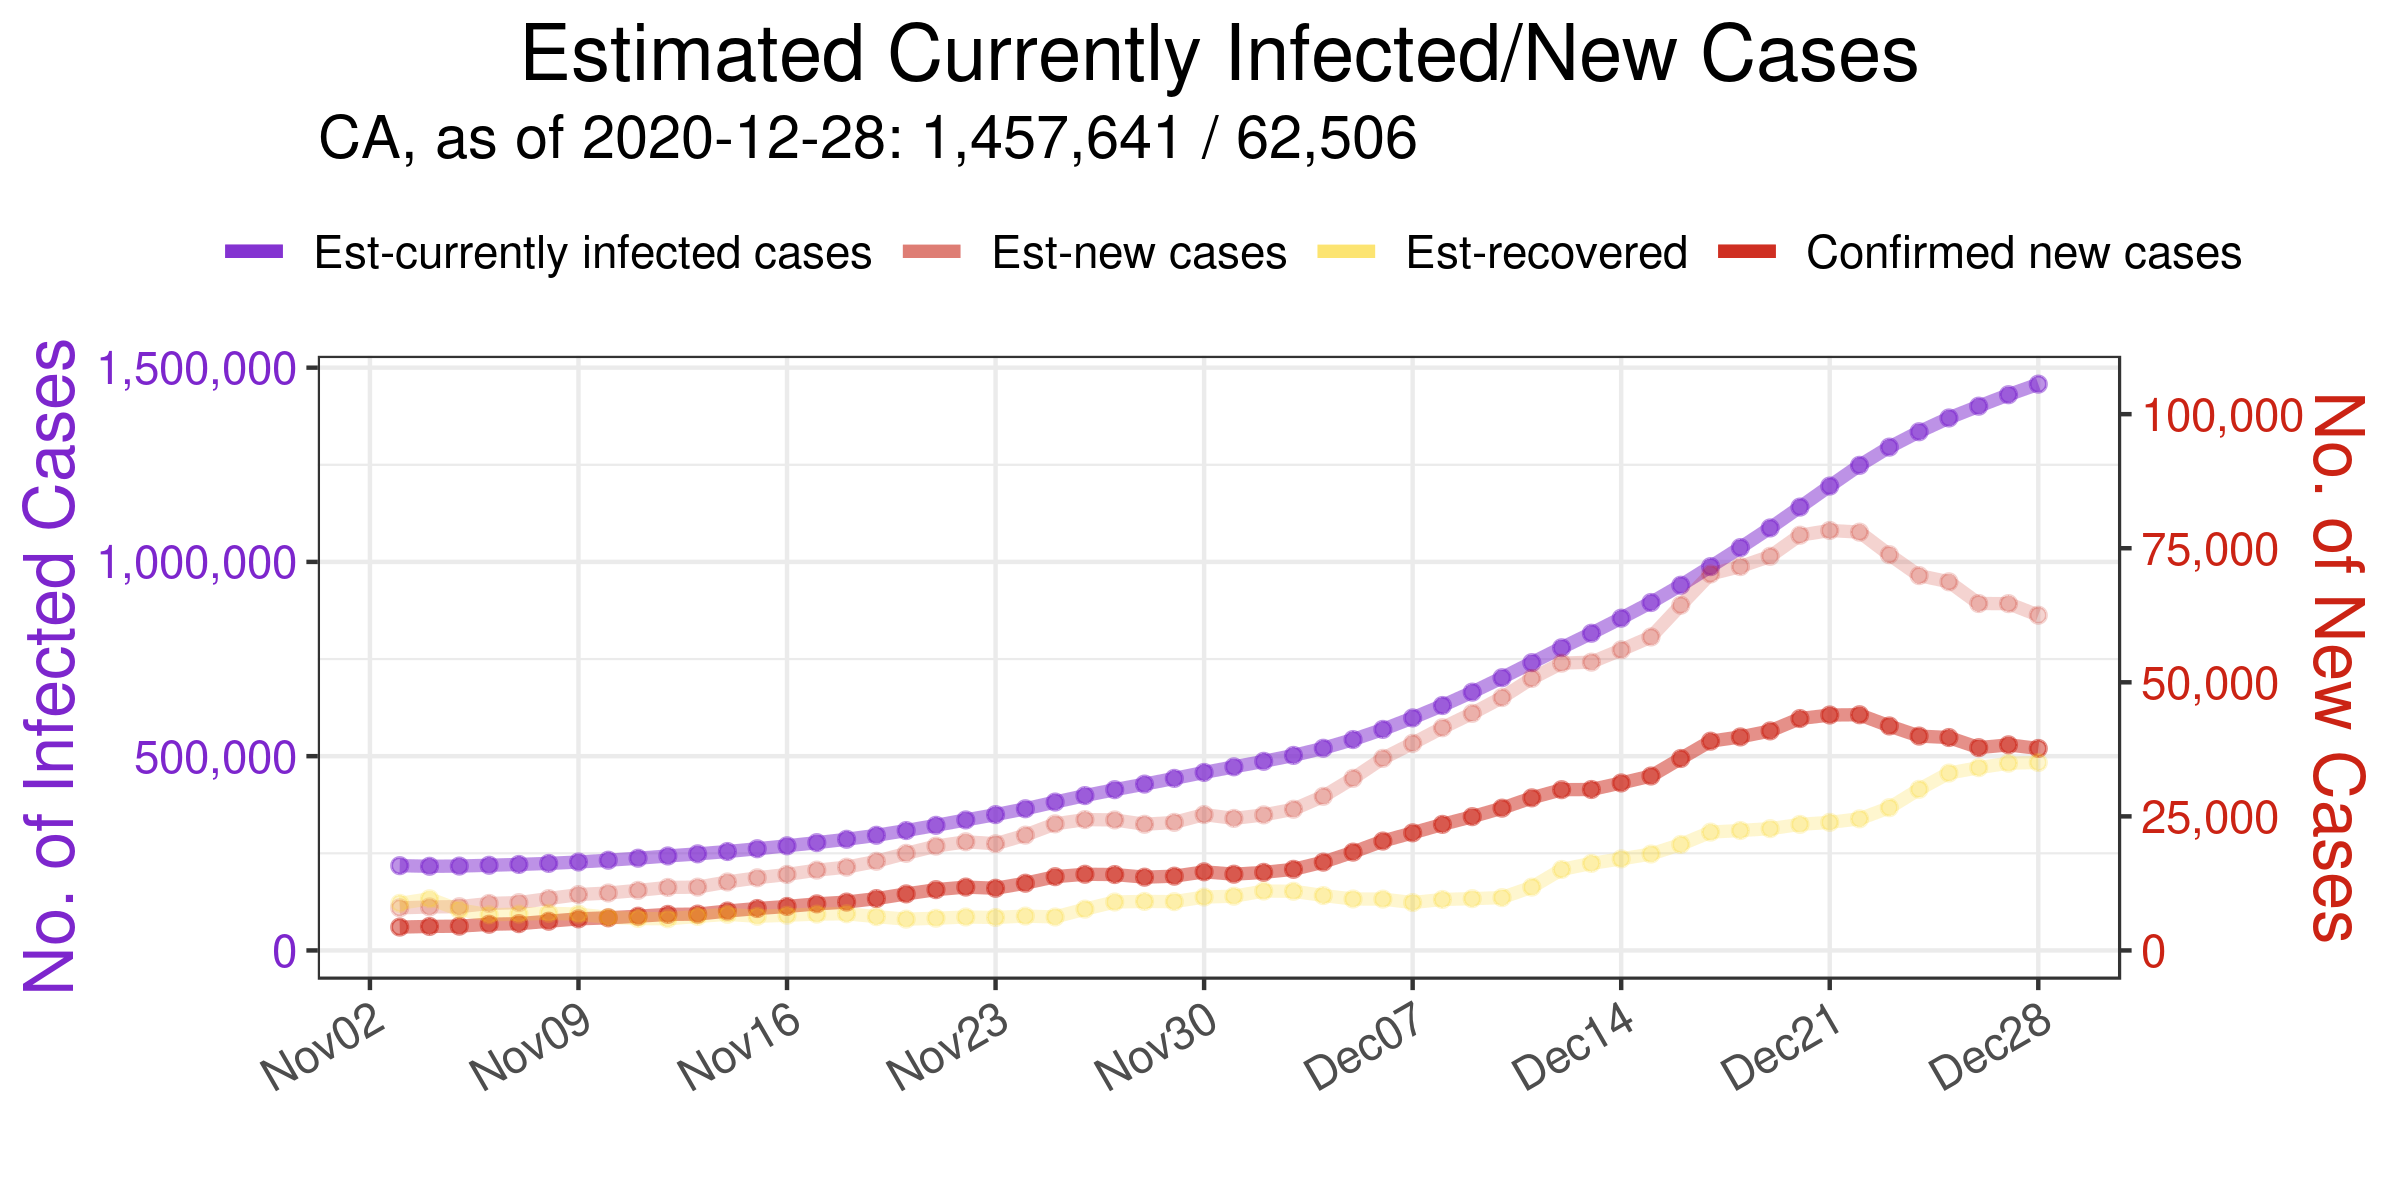 Estimated Currently Infected/New Cases
CA, as of 2020-12-28: 1,457,641 / 62,506
Est-currently infected cases Est-new cases Est-recovered Confirmed new cases
No. of Infected Cases
1,500,000
1,000,000
500,000
0
100,000
75,000
50,000
25,000
0
No. of New Cases
Nov02 Nov09 Nov16 Nov23 Nov30 Dec07 Dec14 Dec21 Dec28